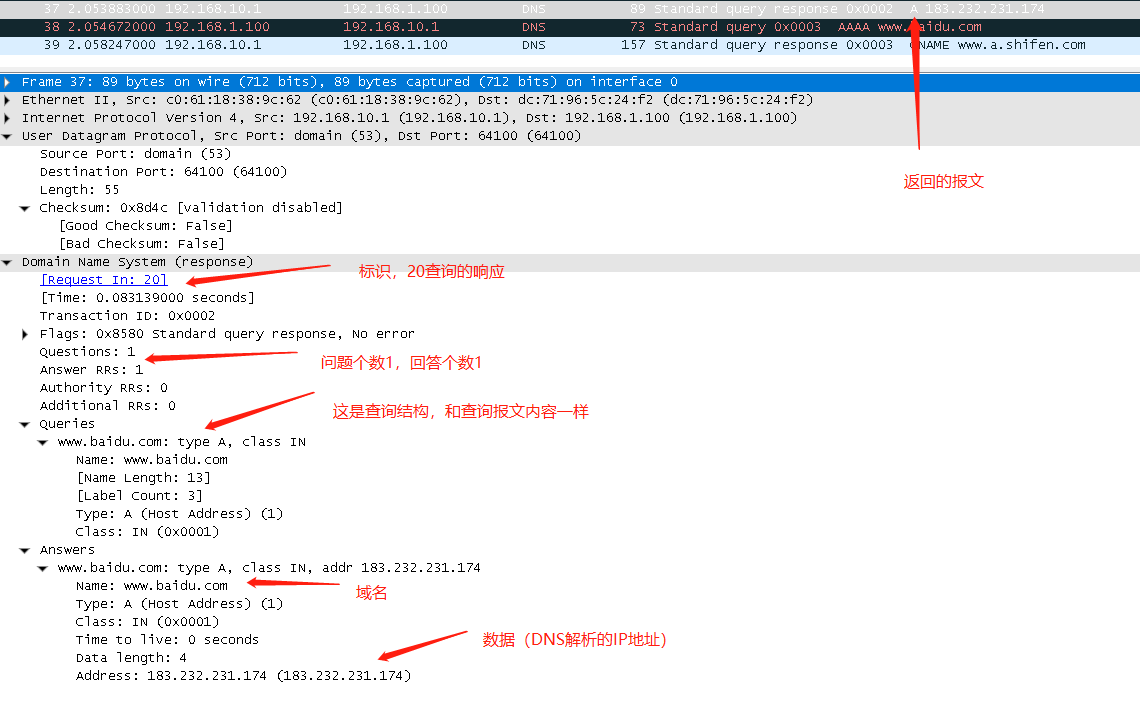 37 2.053883000 192.168.10.1 192.168.1.100 DNS 89 Standard query response 0x0002 A 183.232.231.174
38 2.054672000 192.168.1.100 192.168.10.1 DNS 73 Standard query 0x0003 AAAA www.baidu.com
39 2.058247000 192.168.10.1 192.168.1.100 DNS 157 Standard query response 0x0003 CNAME www.a.shifen.com
Frame 37: 89 bytes on wire (712 bits), 89 bytes captured (712 bits) on interface 0
Ethernet II, Src: c0:61:18:38:9c:62 (c0:61:18:38:9c:62), Dst: dc:71:96:5c:24:f2 (dc:71:96:5c:24:f2)
Internet Protocol Version 4, Src: 192.168.10.1 (192.168.10.1), Dst: 192.168.1.100 (192.168.1.100)
User Datagram Protocol, Src Port: domain (53), Dst Port: 64100 (64100)
Source Port: domain (53)
Destination Port: 64100 (64100)
返回的报文
Length: 55
Checksum: 0x8d4c [validation disabled]
[Good Checksum: False]
[Bad Checksum: False]
Domain Name System (response)
[Request In: 20]
标识，20查询的响应
[Time: 0.083139000 seconds]
Transaction ID: 0x0002
Flags: 0x8580 Standard query response, No error
Questions: 1
问题个数1，回答个数1
Answer RRs: 1
Authority RRs: 0
Additional RRs: 0
这是查询结构，和查询报文内容一样
Queries
www.baidu.com: type A, class IN
Name: www.baidu.com
[Name Length: 13]
[Label Count: 3]
Type: A (Host Address) (1)
Class: IN (0x0001)
Answers
www.baidu.com: type A, class IN, addr 183.232.231.174
Name: www.baidu.com
域名
Type: A (Host Address) (1)
Class: IN (0x0001)
Time to live: 0 seconds
数据（DNS解析的IP地址）
Data length: 4
Address: 183.232.231.174 (183.232.231.174)